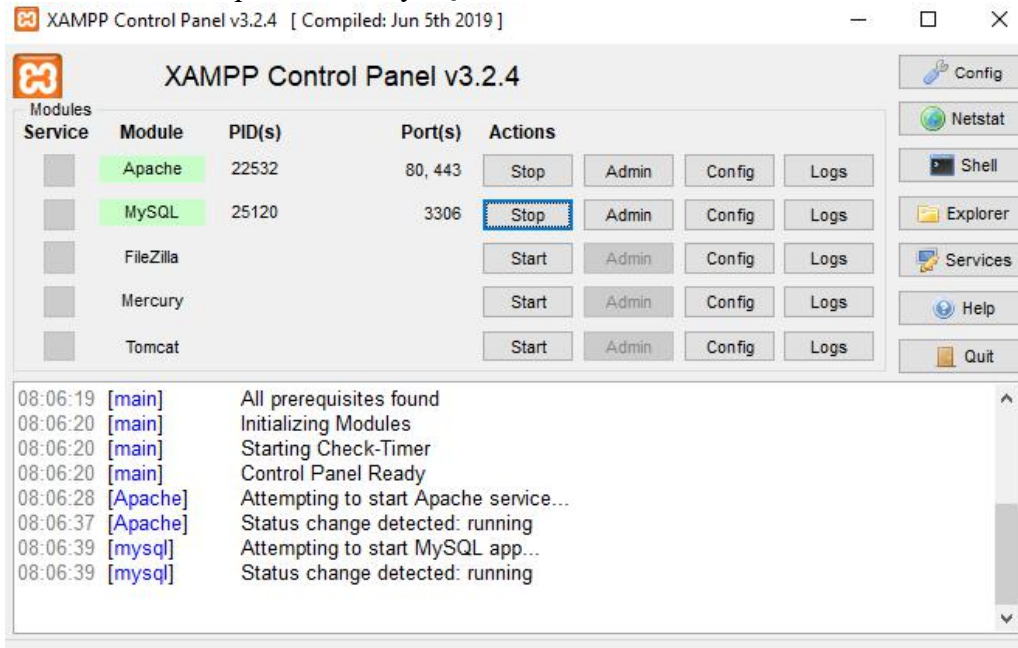 XAMPP Control Panel v3.2.4 [ Compiled: Jun 5th 2019 ]
XAMPP Control Panel v3.2.4
Config
Modules
Service Module PID(s) Port(s) Actions
Netstat
Apache 22532 80, 443 Stop Admin Config Logs
Shell
MySQL 25120 3306 Stop Admin Config Logs
Explorer
FileZilla Start Admin Config Logs
Services
Mercury Start Admin Config Logs
Help
Tomcat Start Admin Config Logs
Quit
08:06:19 [main] All prerequisites found
08:06:20 [main] Initializing Modules
08:06:20 [main] Starting Check-Timer
08:06:20 [main] Control Panel Ready
08:06:28 [Apache] Attempting to start Apache service...
08:06:37 [Apache] Status change detected: running
08:06:39 [mysql] Attempting to start MySQL app...
08:06:39 [mysql] Status change detected: running